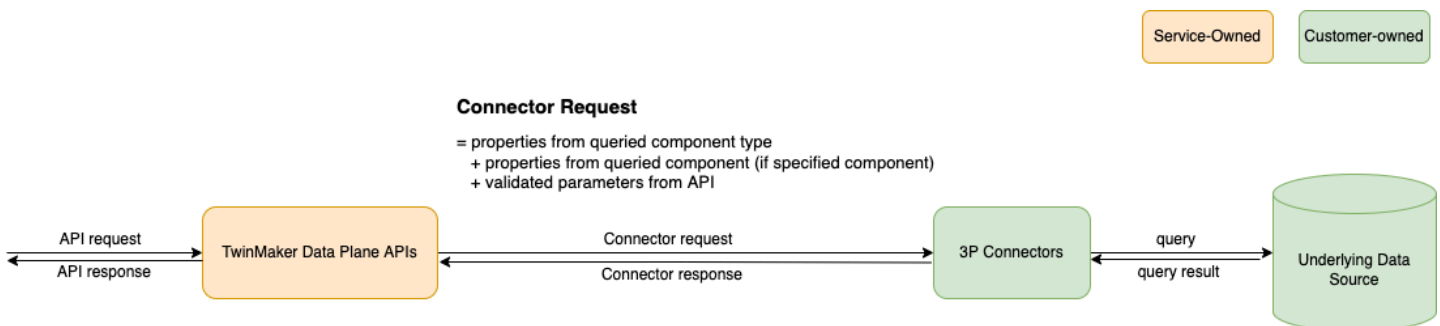 Service-Owned
Customer-owned
Connector Request
= properties from queried component type
+ properties from queried component (if specified component)
+ validated parameters from API
API request
API response
TwinMaker Data Plane APIs
Connector request
Connector response
3P Connectors
query
query result
Underlying Data
Source